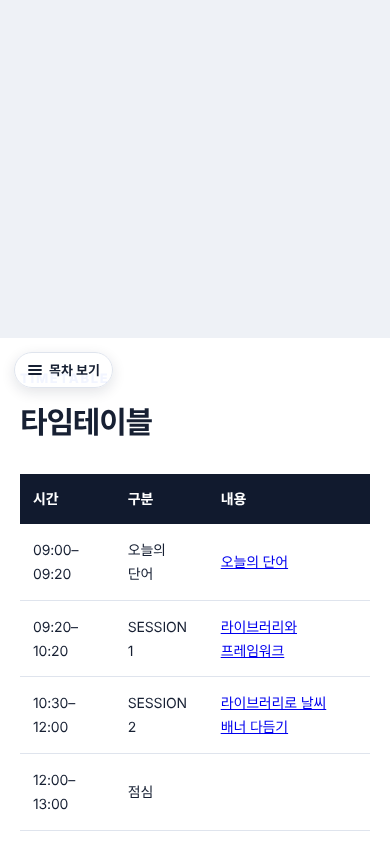 목차 보기
TIMETABLE
타임테이블
시간 구분 내용
09:00–
09:20
오늘의
단어
오늘의 단어
09:20–
10:20
SESSION
1
라이브러리와
프레임워크
10:30–
12:00
SESSION
2
라이브러리로 날씨
배너 다듬기
12:00–
13:00
점심